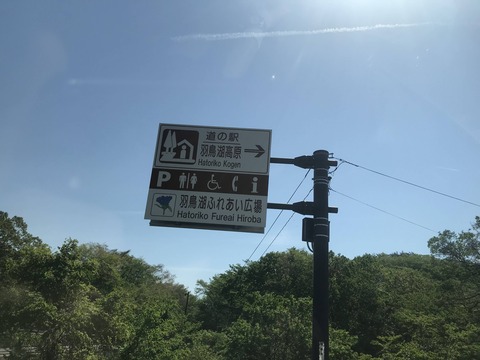 道の駅
羽鳥湖高原
Hatoriko Kogen
P
羽鳥湖ふれあい広場
Hatoriko Fureai Hiroba